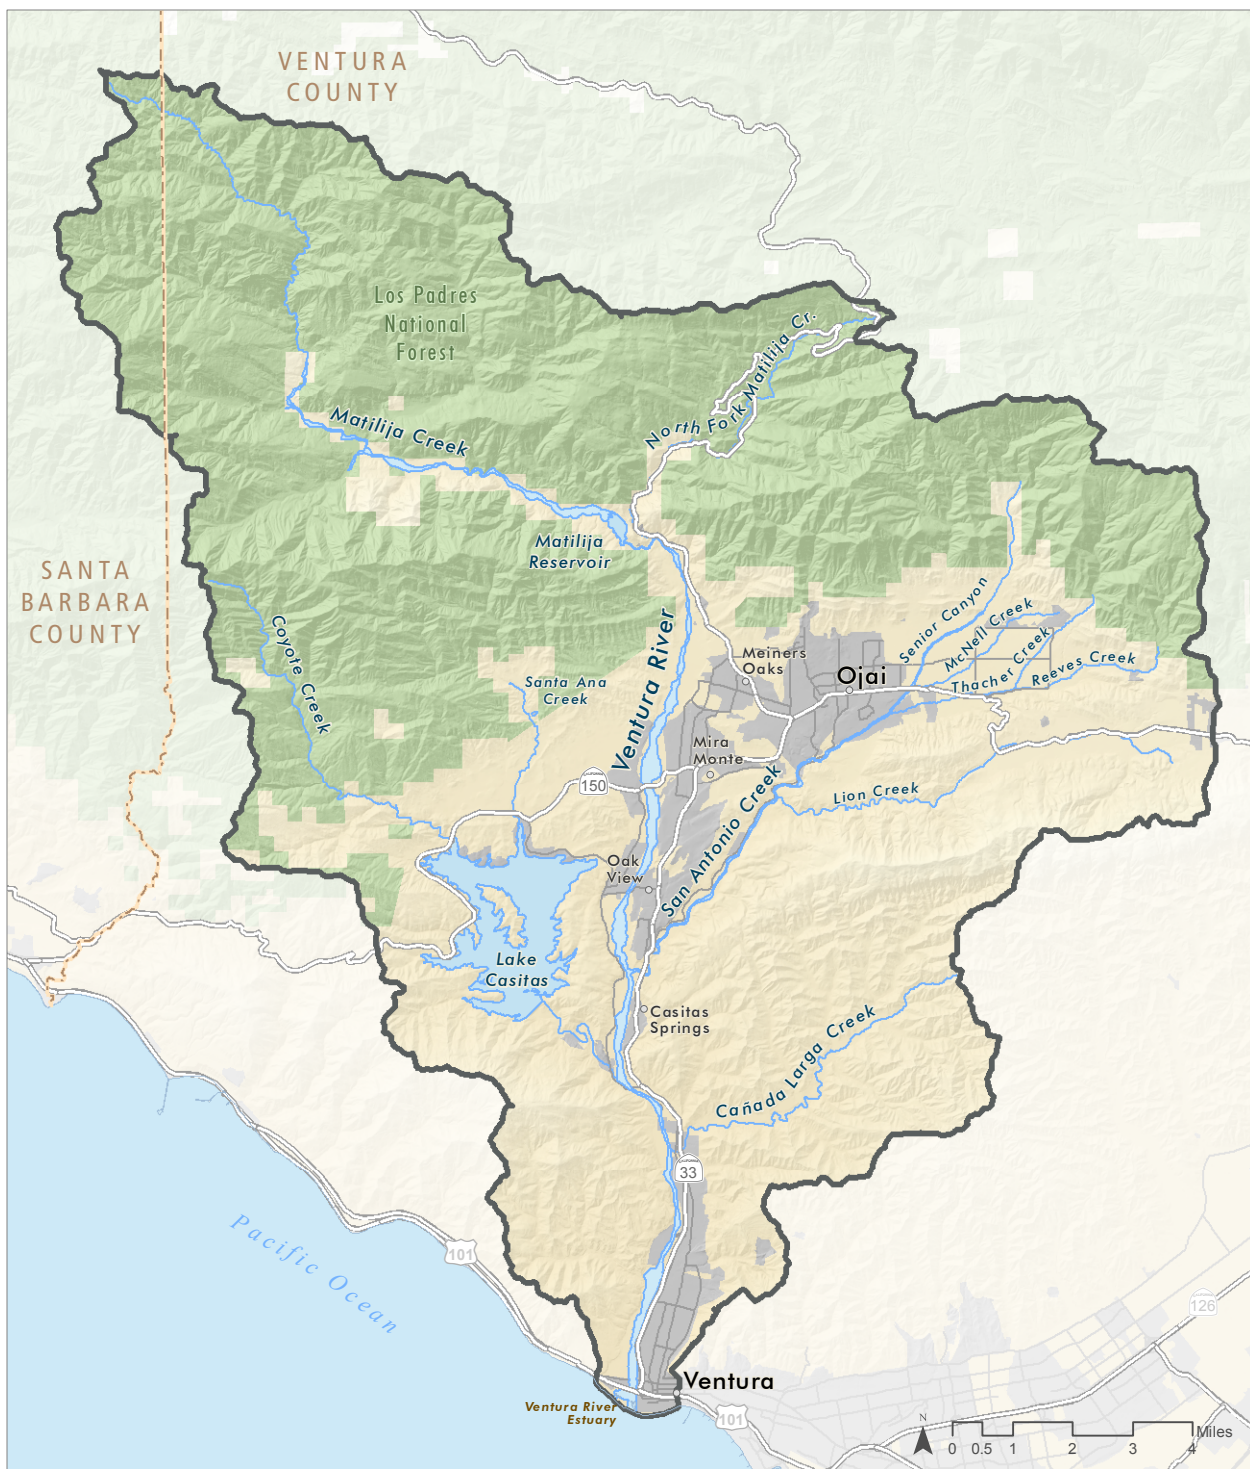 VENTURA
COUNTY
Los Padres
National
Forest
North Fork Matilija Cr.
Matilija Creek
Matilija
Reservoir
SANTA
BARBARA
COUNTY
Coyote Creek
Santa Ana
Creek
Ventura River
Meiners
Oaks
Ojai
Senior Canyon
McNell Creek
Thacher Creek
Reeves Creek
Mira
Monte
150
Lion Creek
San Antonio Creek
Oak
View
Lake
Casitas
Casitas
Springs
Cañada Larga Creek
33
Pacific Ocean
101
126
Ventura
Ventura River
Estuary
101
N
0 0.5 1 2 3 4 Miles